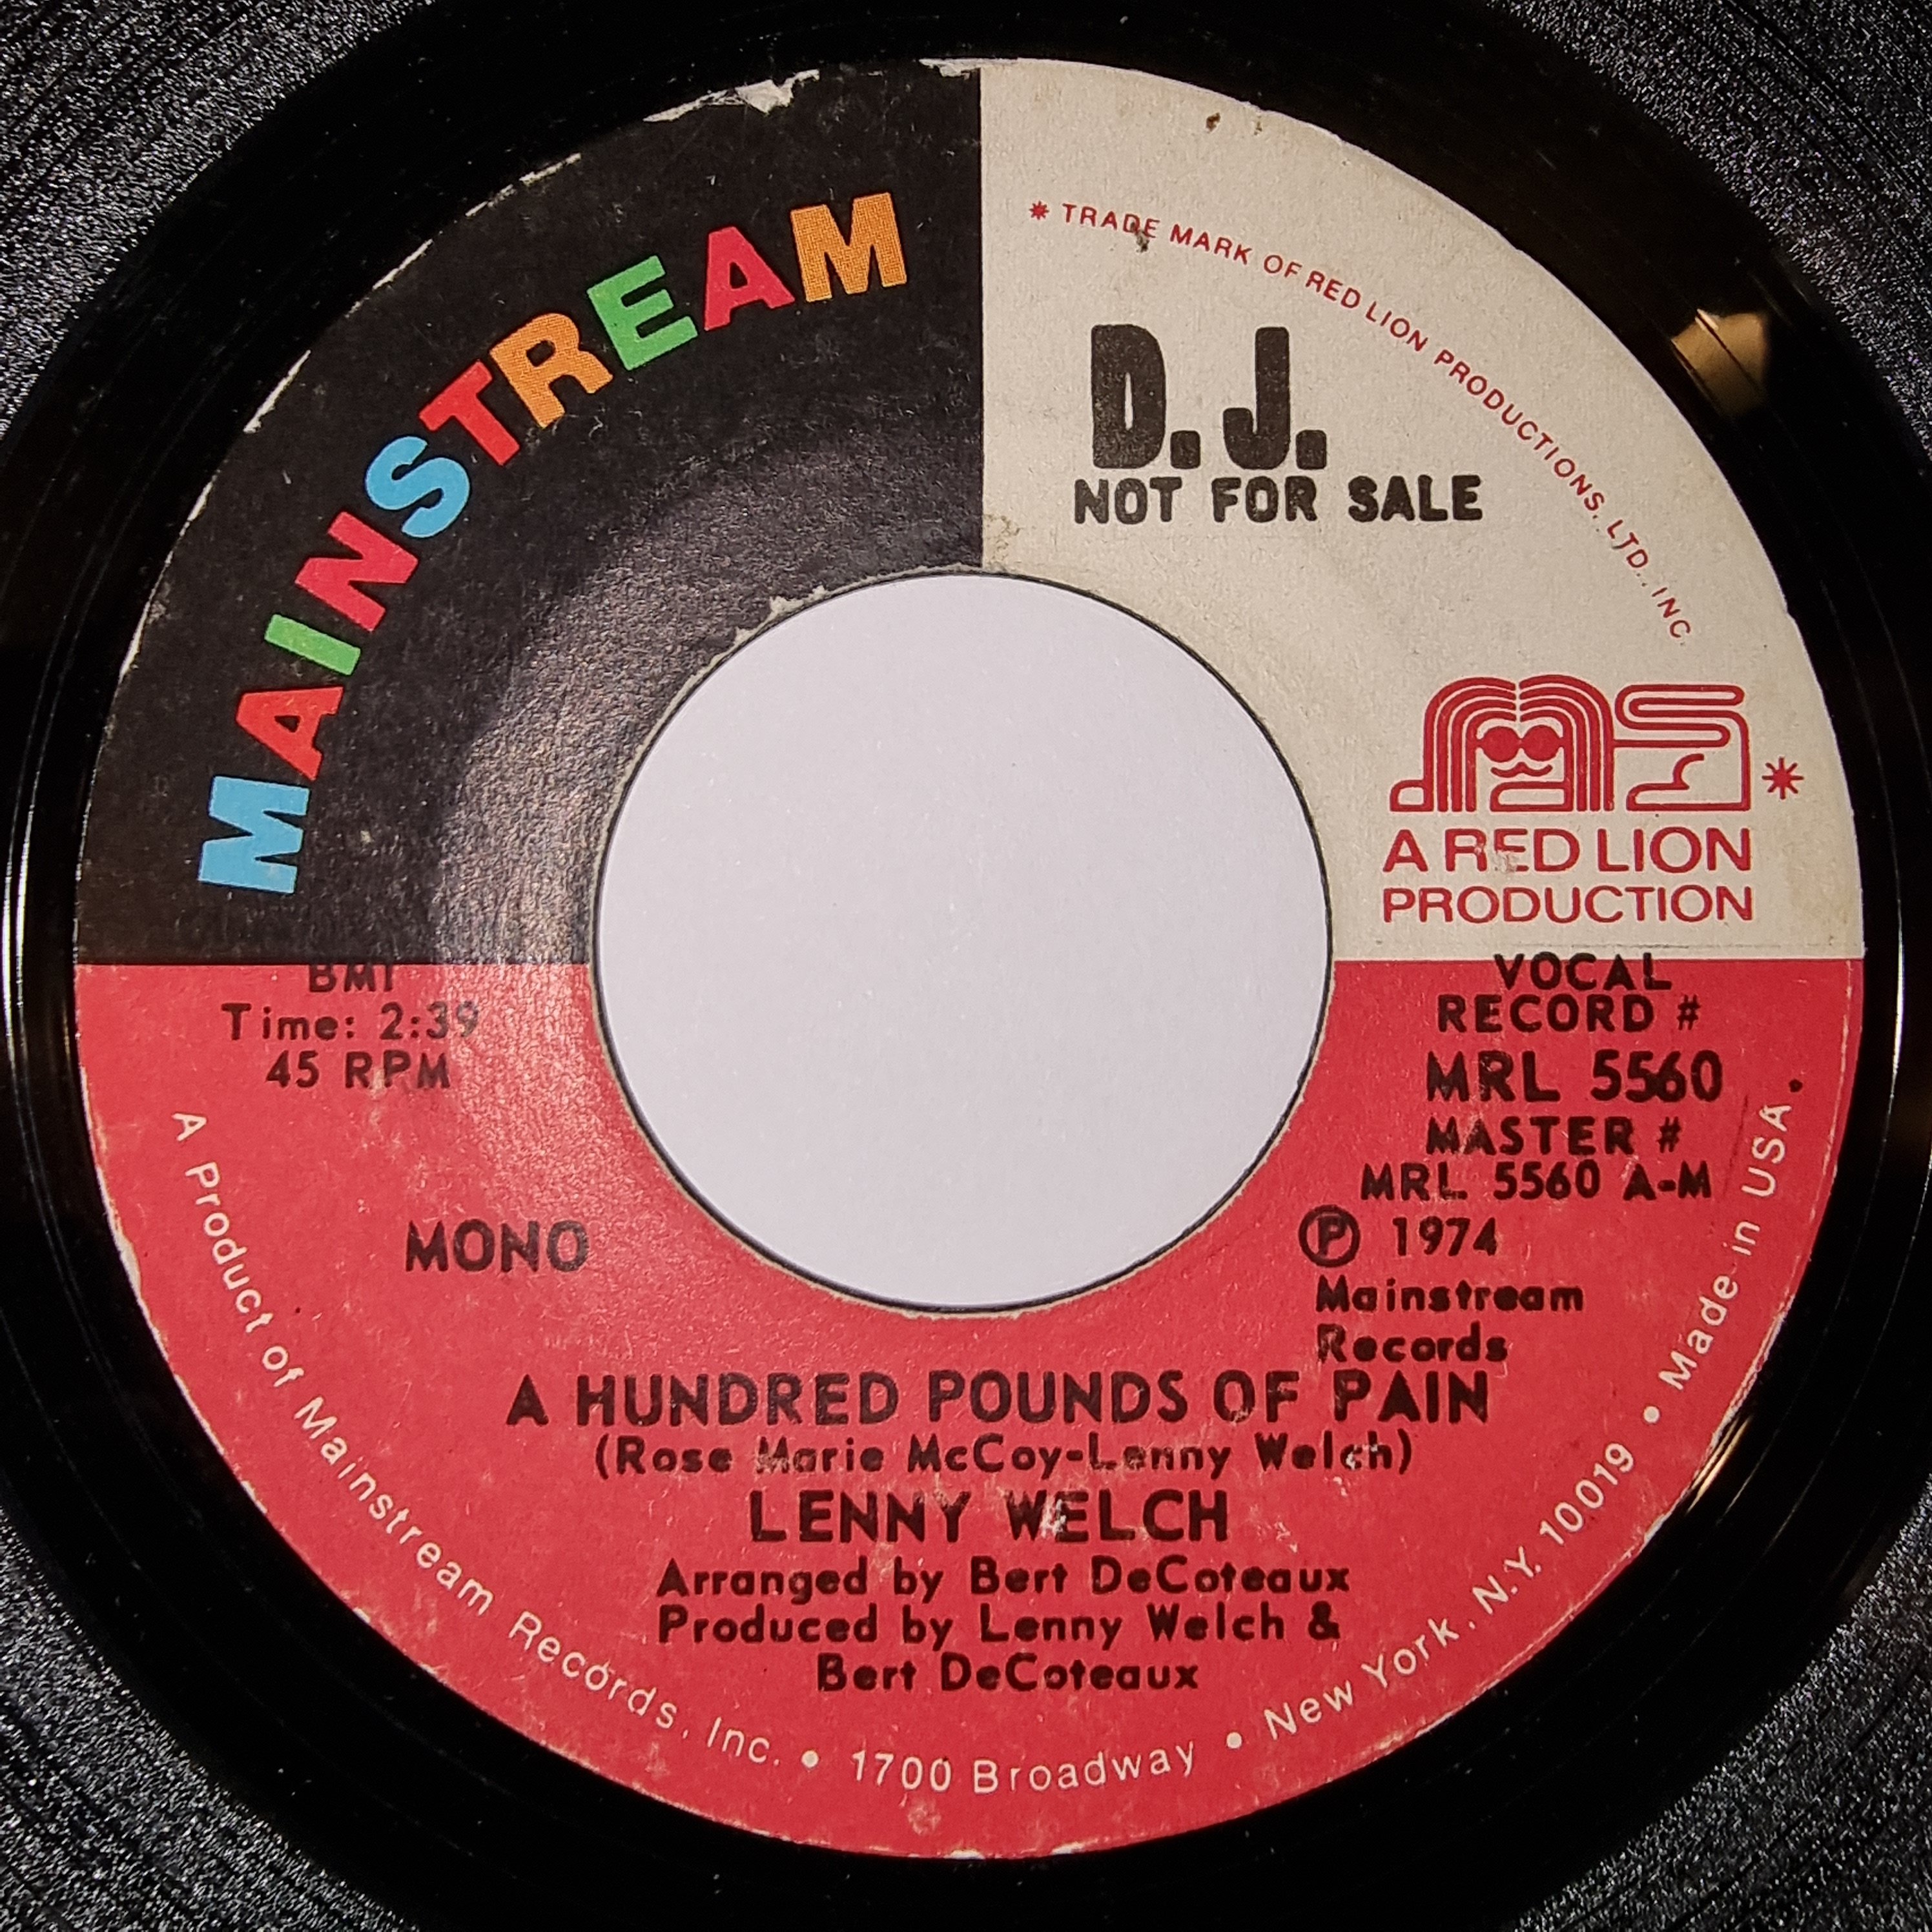 MAINSTREAM
* TRADE MARK OF RED LION PRODUCTIONS, LTD., INC.
D.J.
NOT FOR SALE
ms *
A RED LION
PRODUCTION
BMI
Time: 2:39
45 RPM
MONO
VOCAL
RECORD #
MRL 5560
MASTER #
MRL 5560 A-M
Ⓟ 1974
Mainstream
Records
A HUNDRED POUNDS OF PAIN
(Rose Marie McCoy-Lenny Welch)
LENNY WELCH
Arranged by Bert DeCoteaux
Produced by Lenny Welch &
Bert DeCoteaux
A Product of Mainstream Records, Inc. • 1700 Broadway • New York, N.Y. 10019 • Made in USA.